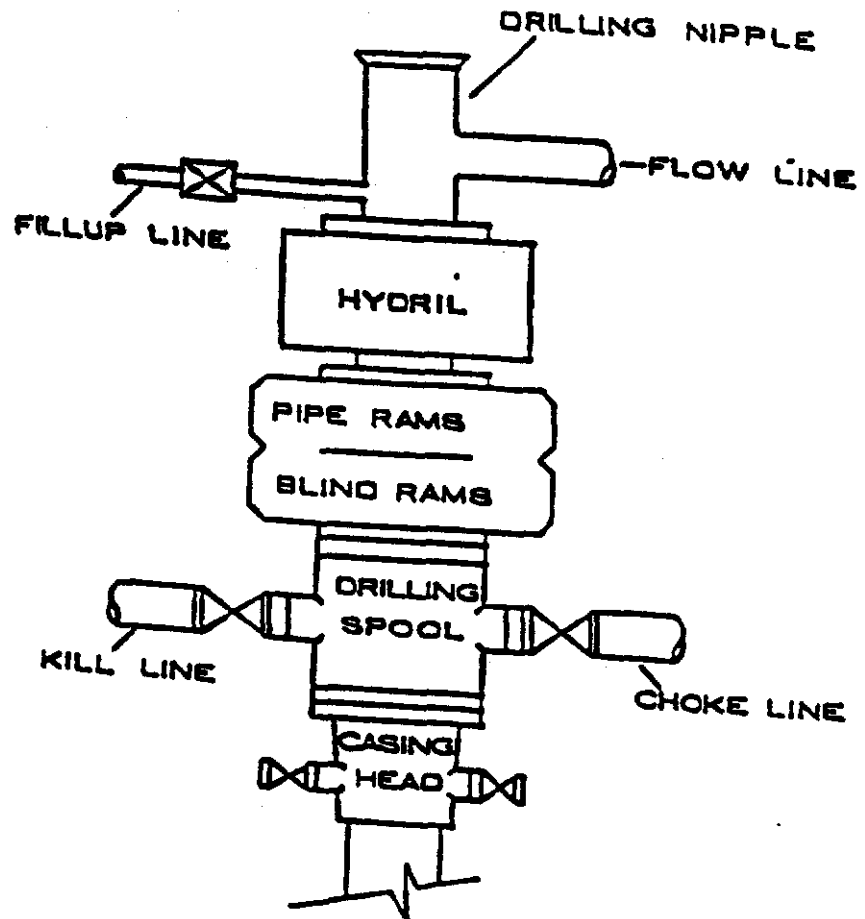 DRILLING NIPPLE
FLOW LINE
FILLUP LINE
HYDRIL
PIPE RAMS
BLIND RAMS
DRILLING
SPOOL
KILL LINE
CHOKE LINE
CASING
HEAD